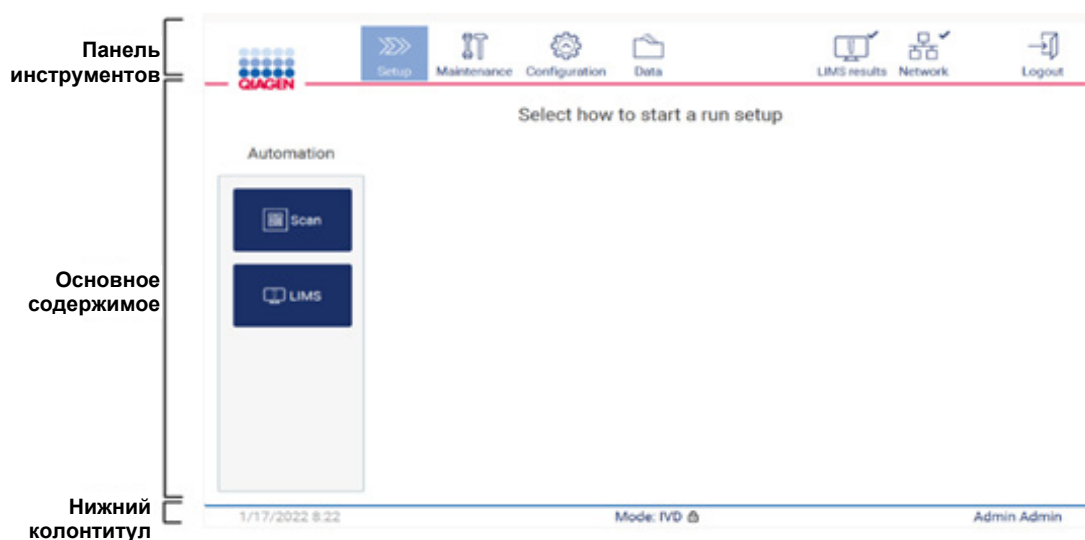 Панель
инструментов
QIAGEN
Setup
Maintenance
Configuration
Data
LIMS results
Network
Logout
Select how to start a run setup
Automation
Scan
LIMS
Основное
содержимое
Нижний
колонтитул
1/17/2022 8:22
Mode: IVD
Admin Admin